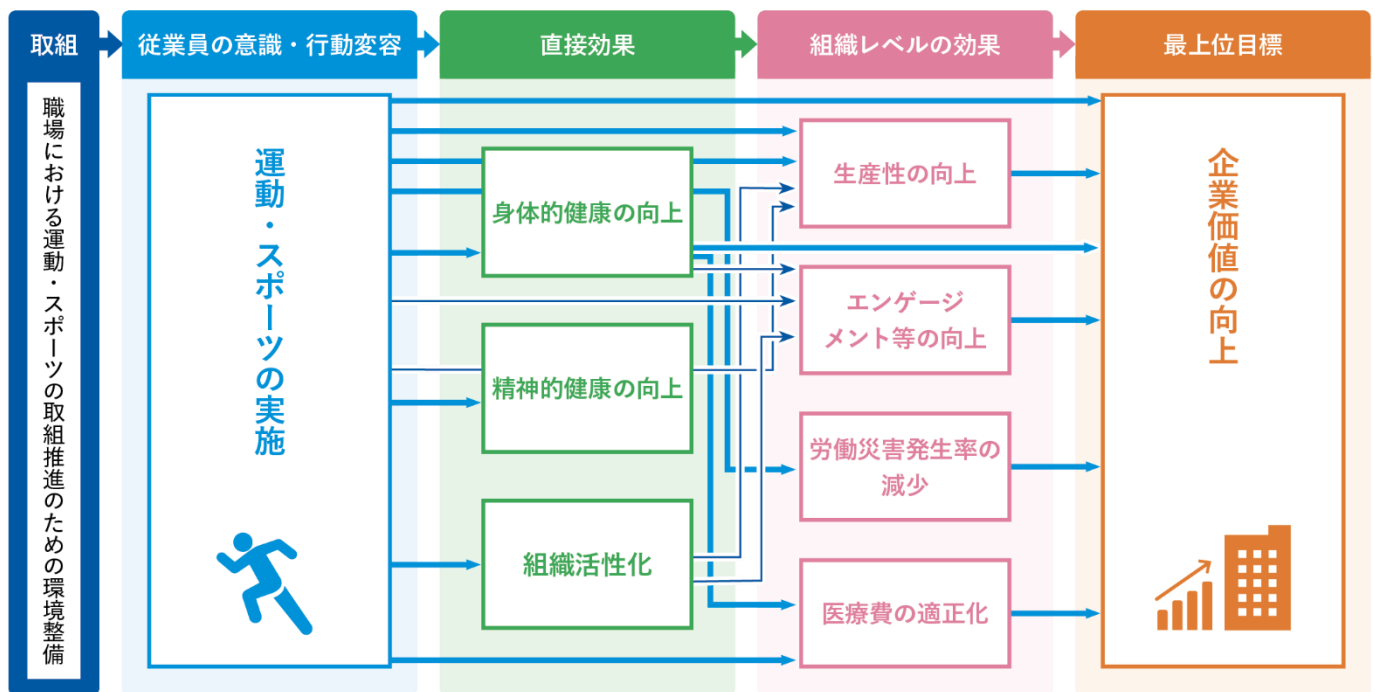 取組
従業員の意識・行動変容
直接効果
組織レベルの効果
最上位目標
職場における運動・スポーツの取組推進のための環境整備
運動・スポーツの実施
身体的健康の向上
精神的健康の向上
組織活性化
生産性の向上
エンゲージ
メント等の向上
労働災害発生率の
減少
医療費の適正化
企業価値の向上